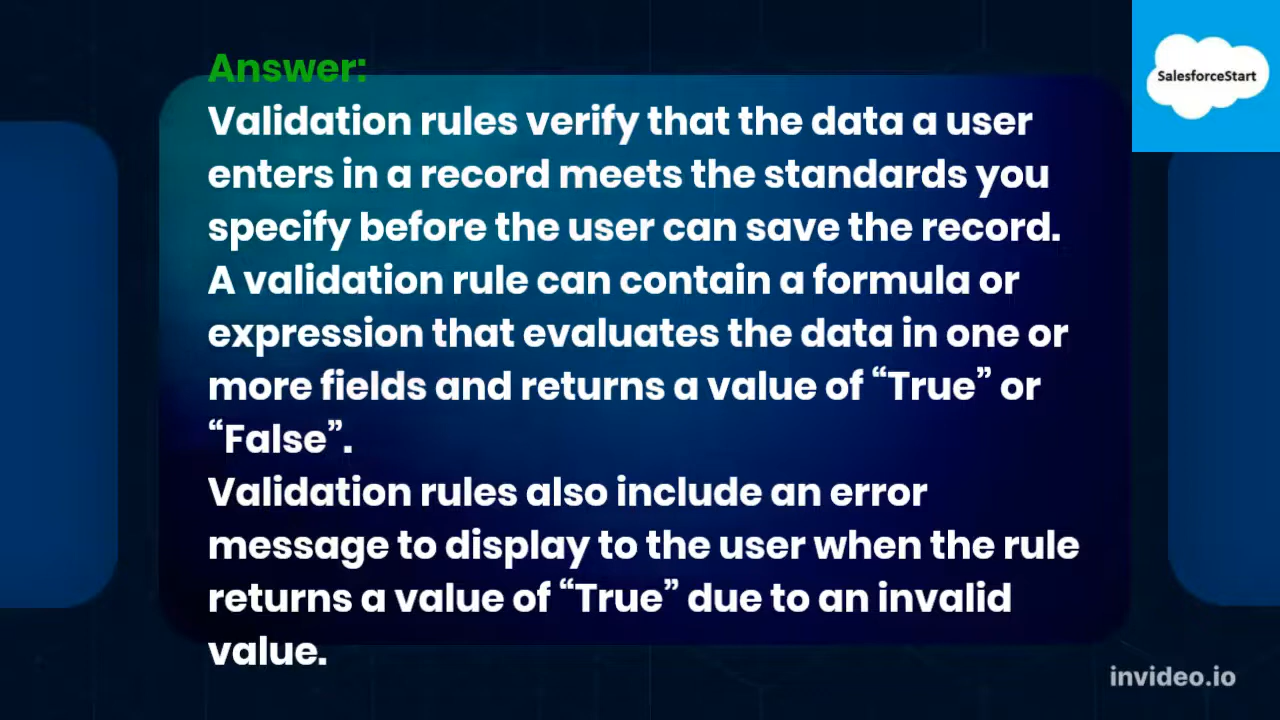 Answer:
Validation rules verify that the data a user
enters in a record meets the standards you
specify before the user can save the record.
A validation rule can contain a formula or
expression that evaluates the data in one or
more fields and returns a value of “True” or
“False”.
Validation rules also include an error
message to display to the user when the rule
returns a value of “True” due to an invalid
value.
SalesforceStart
invideo.io